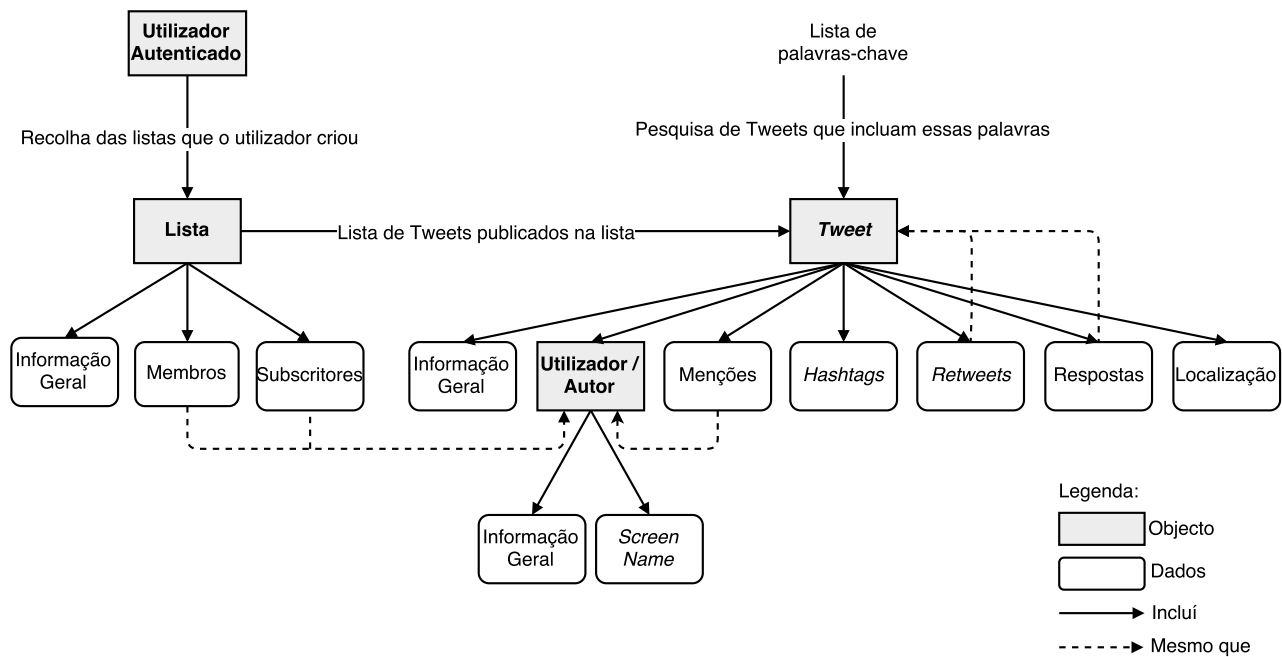 Utilizador
Autenticado
Lista de
palavras-chave
Recolha das listas que o utilizador criou
Pesquisa de Tweets que incluam essas palavras
Lista
Lista de Tweets publicados na lista
Tweet
Informação
Geral
Membros
Subscritores
Informação
Geral
Utilizador /
Autor
Menções
Hashtags
Retweets
Respostas
Localização
Informação
Geral
Screen
Name
Legenda:
Objecto
Dados
Incluí
Mesmo que